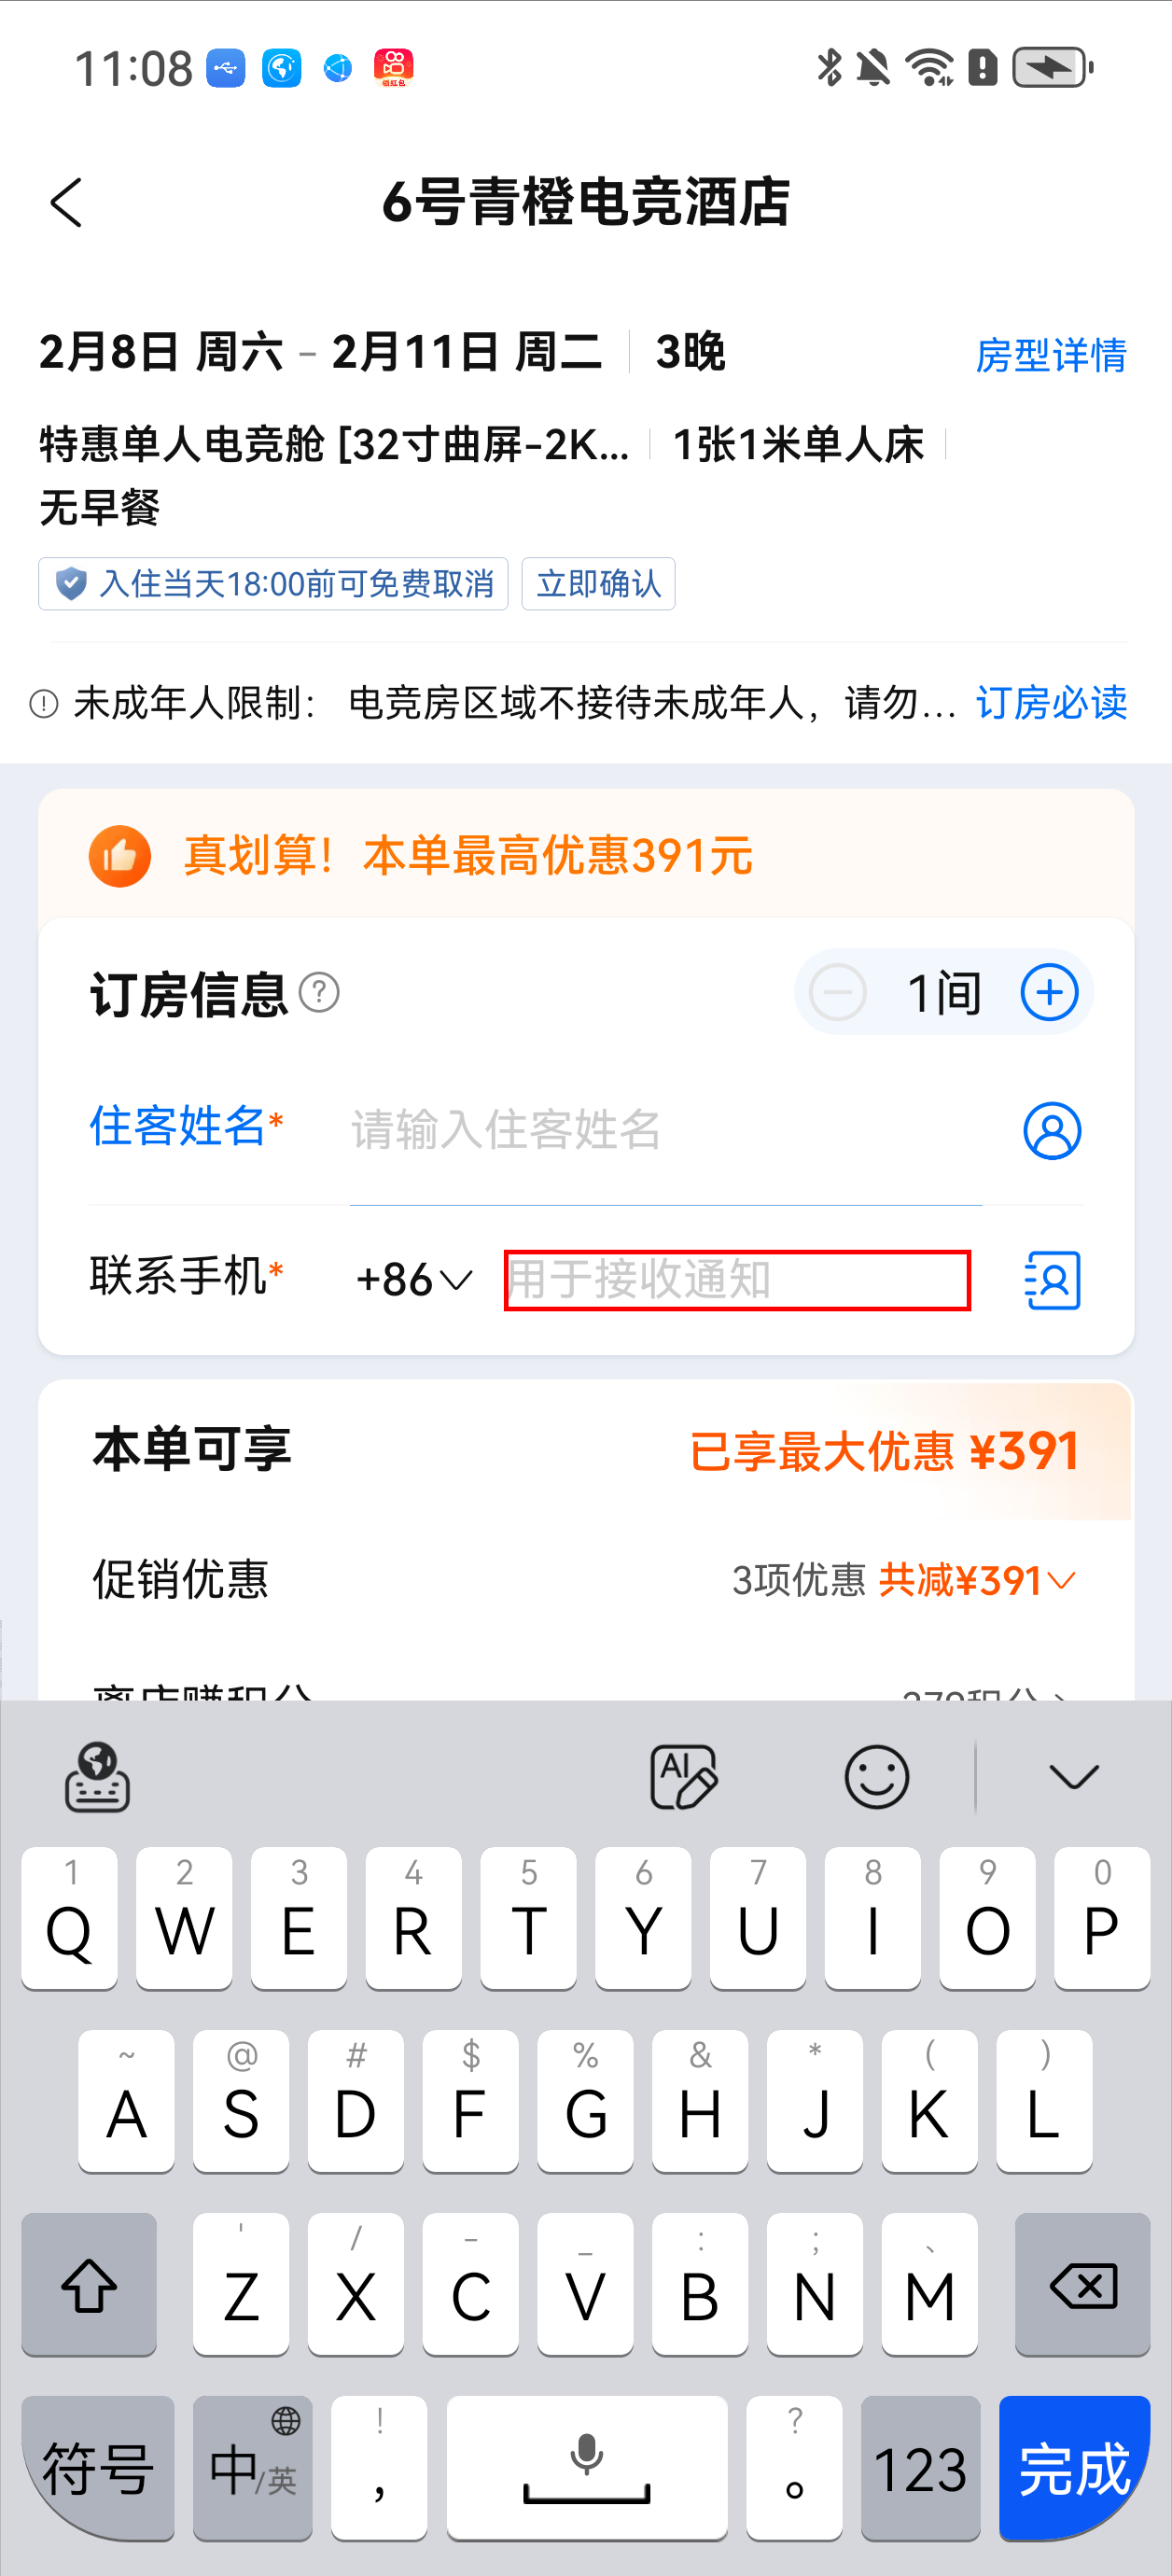 11:08
领红包
6号青橙电竞酒店
2月8日 周六 - 2月11日 周二 3晚
房型详情
特惠单人电竞舱 [32寸曲屏-2K... 1张1米单人床
无早餐
入住当天18:00前可免费取消 立即确认
未成年人限制： 电竞房区域不接待未成年人，请勿... 订房必读
真划算！本单最高优惠391元
订房信息 ? 1间
住客姓名* 请输入住客姓名
联系手机* +86 用于接收通知
本单可享 已享最大优惠 ¥391
促销优惠 3项优惠 共减¥391
AI
1 2 3 4 5 6 7 8 9 0
Q W E R T Y U I O P
~ @ # $ % & * ( )
A S D F G H J K L
' / - _ : ; 、
Z X C V B N M
符号 中/英 ! ， ? 。 123 完成